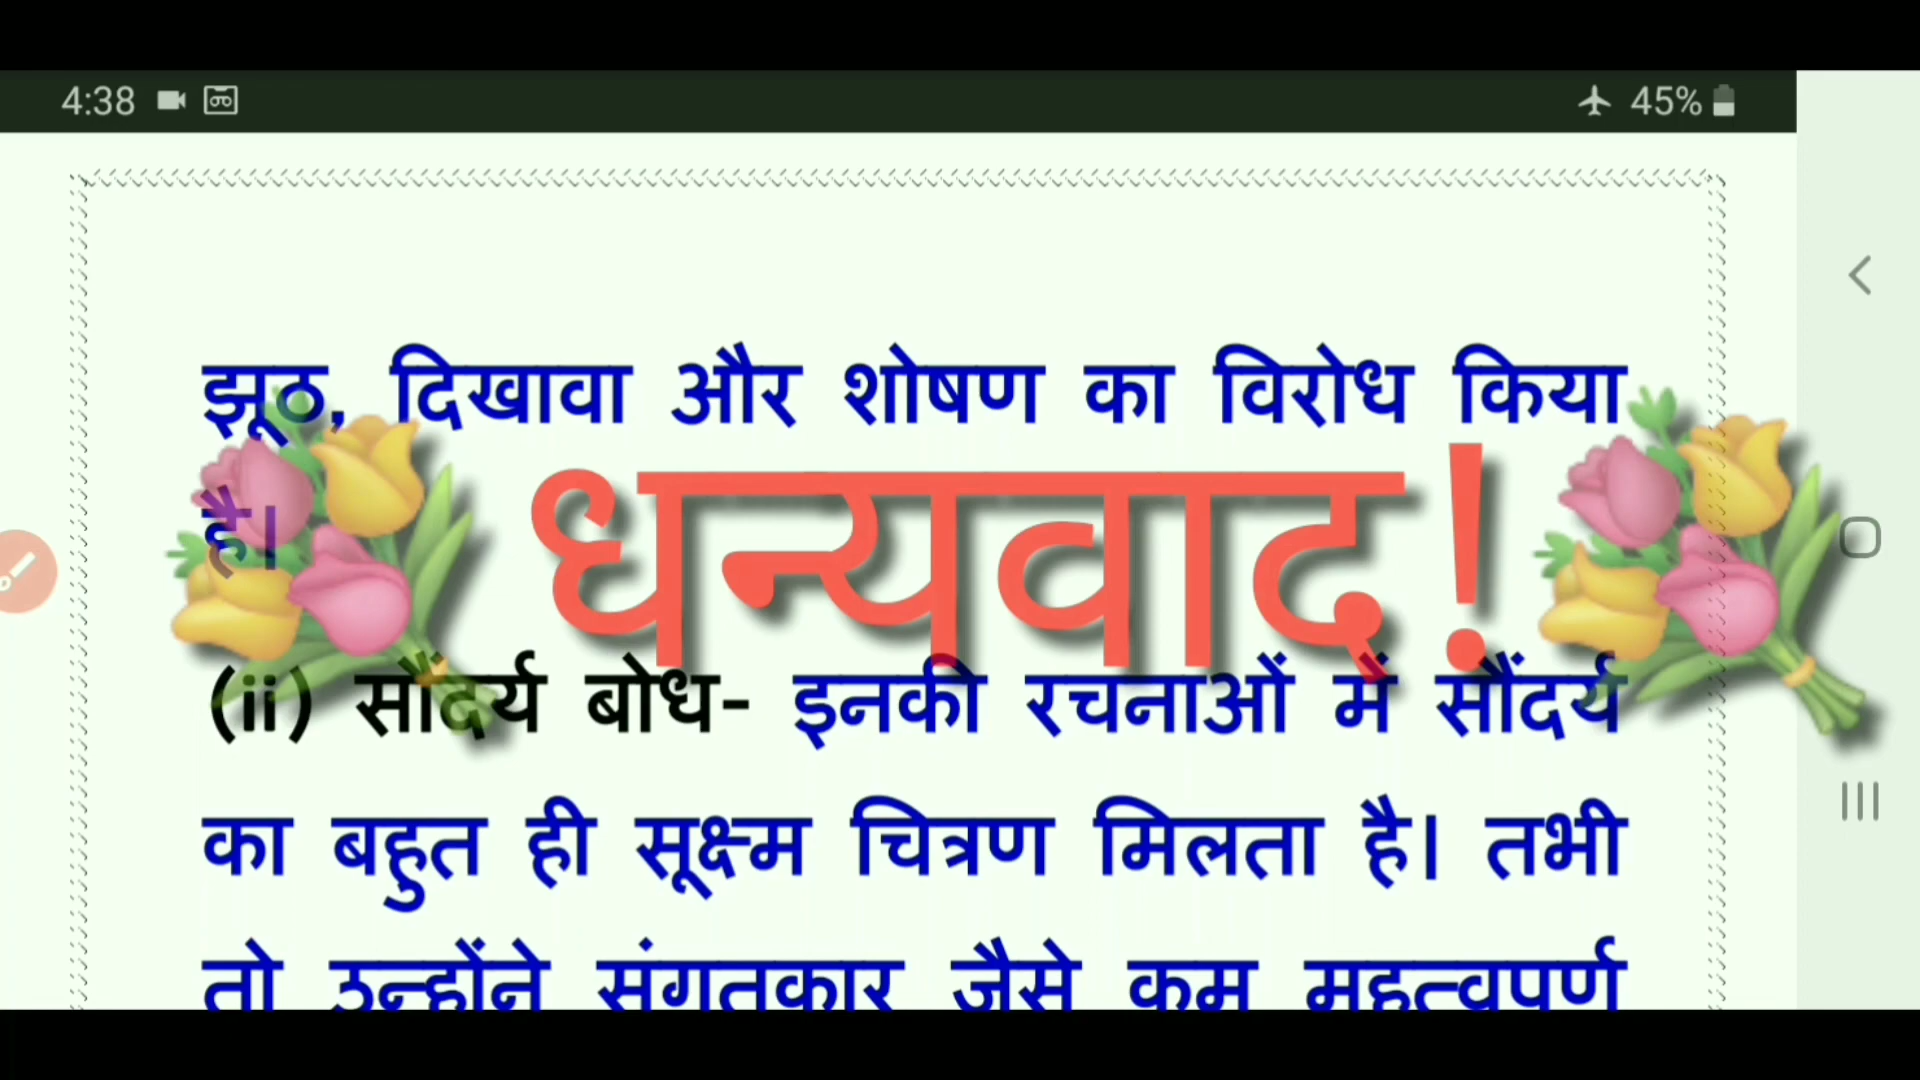 4:38
45%
झूठ, दिखावा और शोषण का विरोध किया
है।
धन्यवाद!
(ii) सौंदर्य बोध- इनकी रचनाओं में सौंदर्य
का बहुत ही सूक्ष्म चित्रण मिलता है। तभी
तो उन्होंने संगतकार जैसे कम महत्वपूर्ण